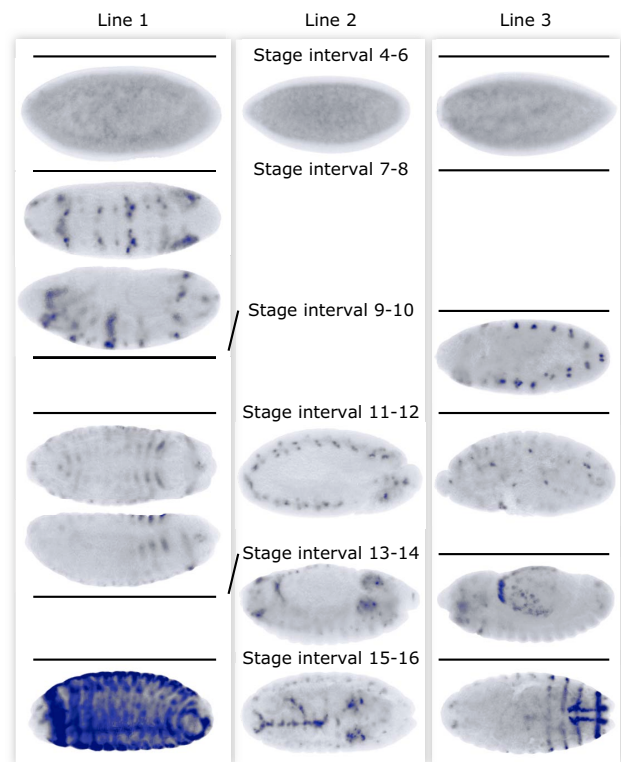 Line 1 Line 2 Line 3
Stage interval 4-6
Stage interval 7-8
Stage interval 9-10
Stage interval 11-12
Stage interval 13-14
Stage interval 15-16